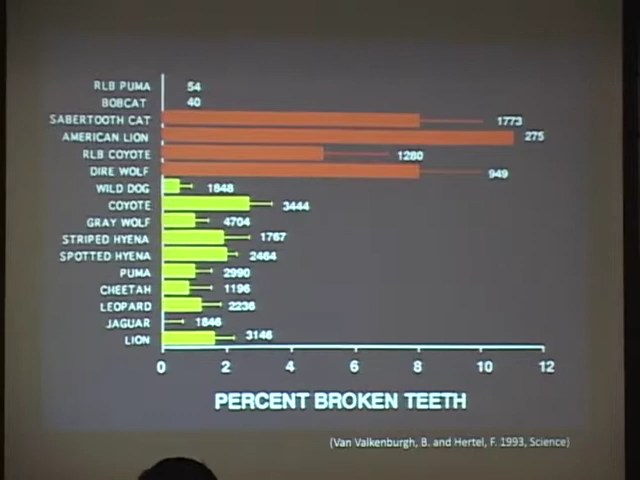 RLB PUMA 54
BOBCAT 40
SABERTOOTH CAT 1773
AMERICAN LION 275
RLB COYOTE 1280
DIRE WOLF 949
WILD DOG 1848
COYOTE 3444
GRAY WOLF 4704
STRIPED HYENA 1767
SPOTTED HYENA 2464
PUMA 2990
CHEETAH 1196
LEOPARD 2236
JAGUAR 1846
LION 3146
0 2 4 6 8 10 12
PERCENT BROKEN TEETH
(Van Valkenburgh, B. and Hertel, F. 1993, Science)